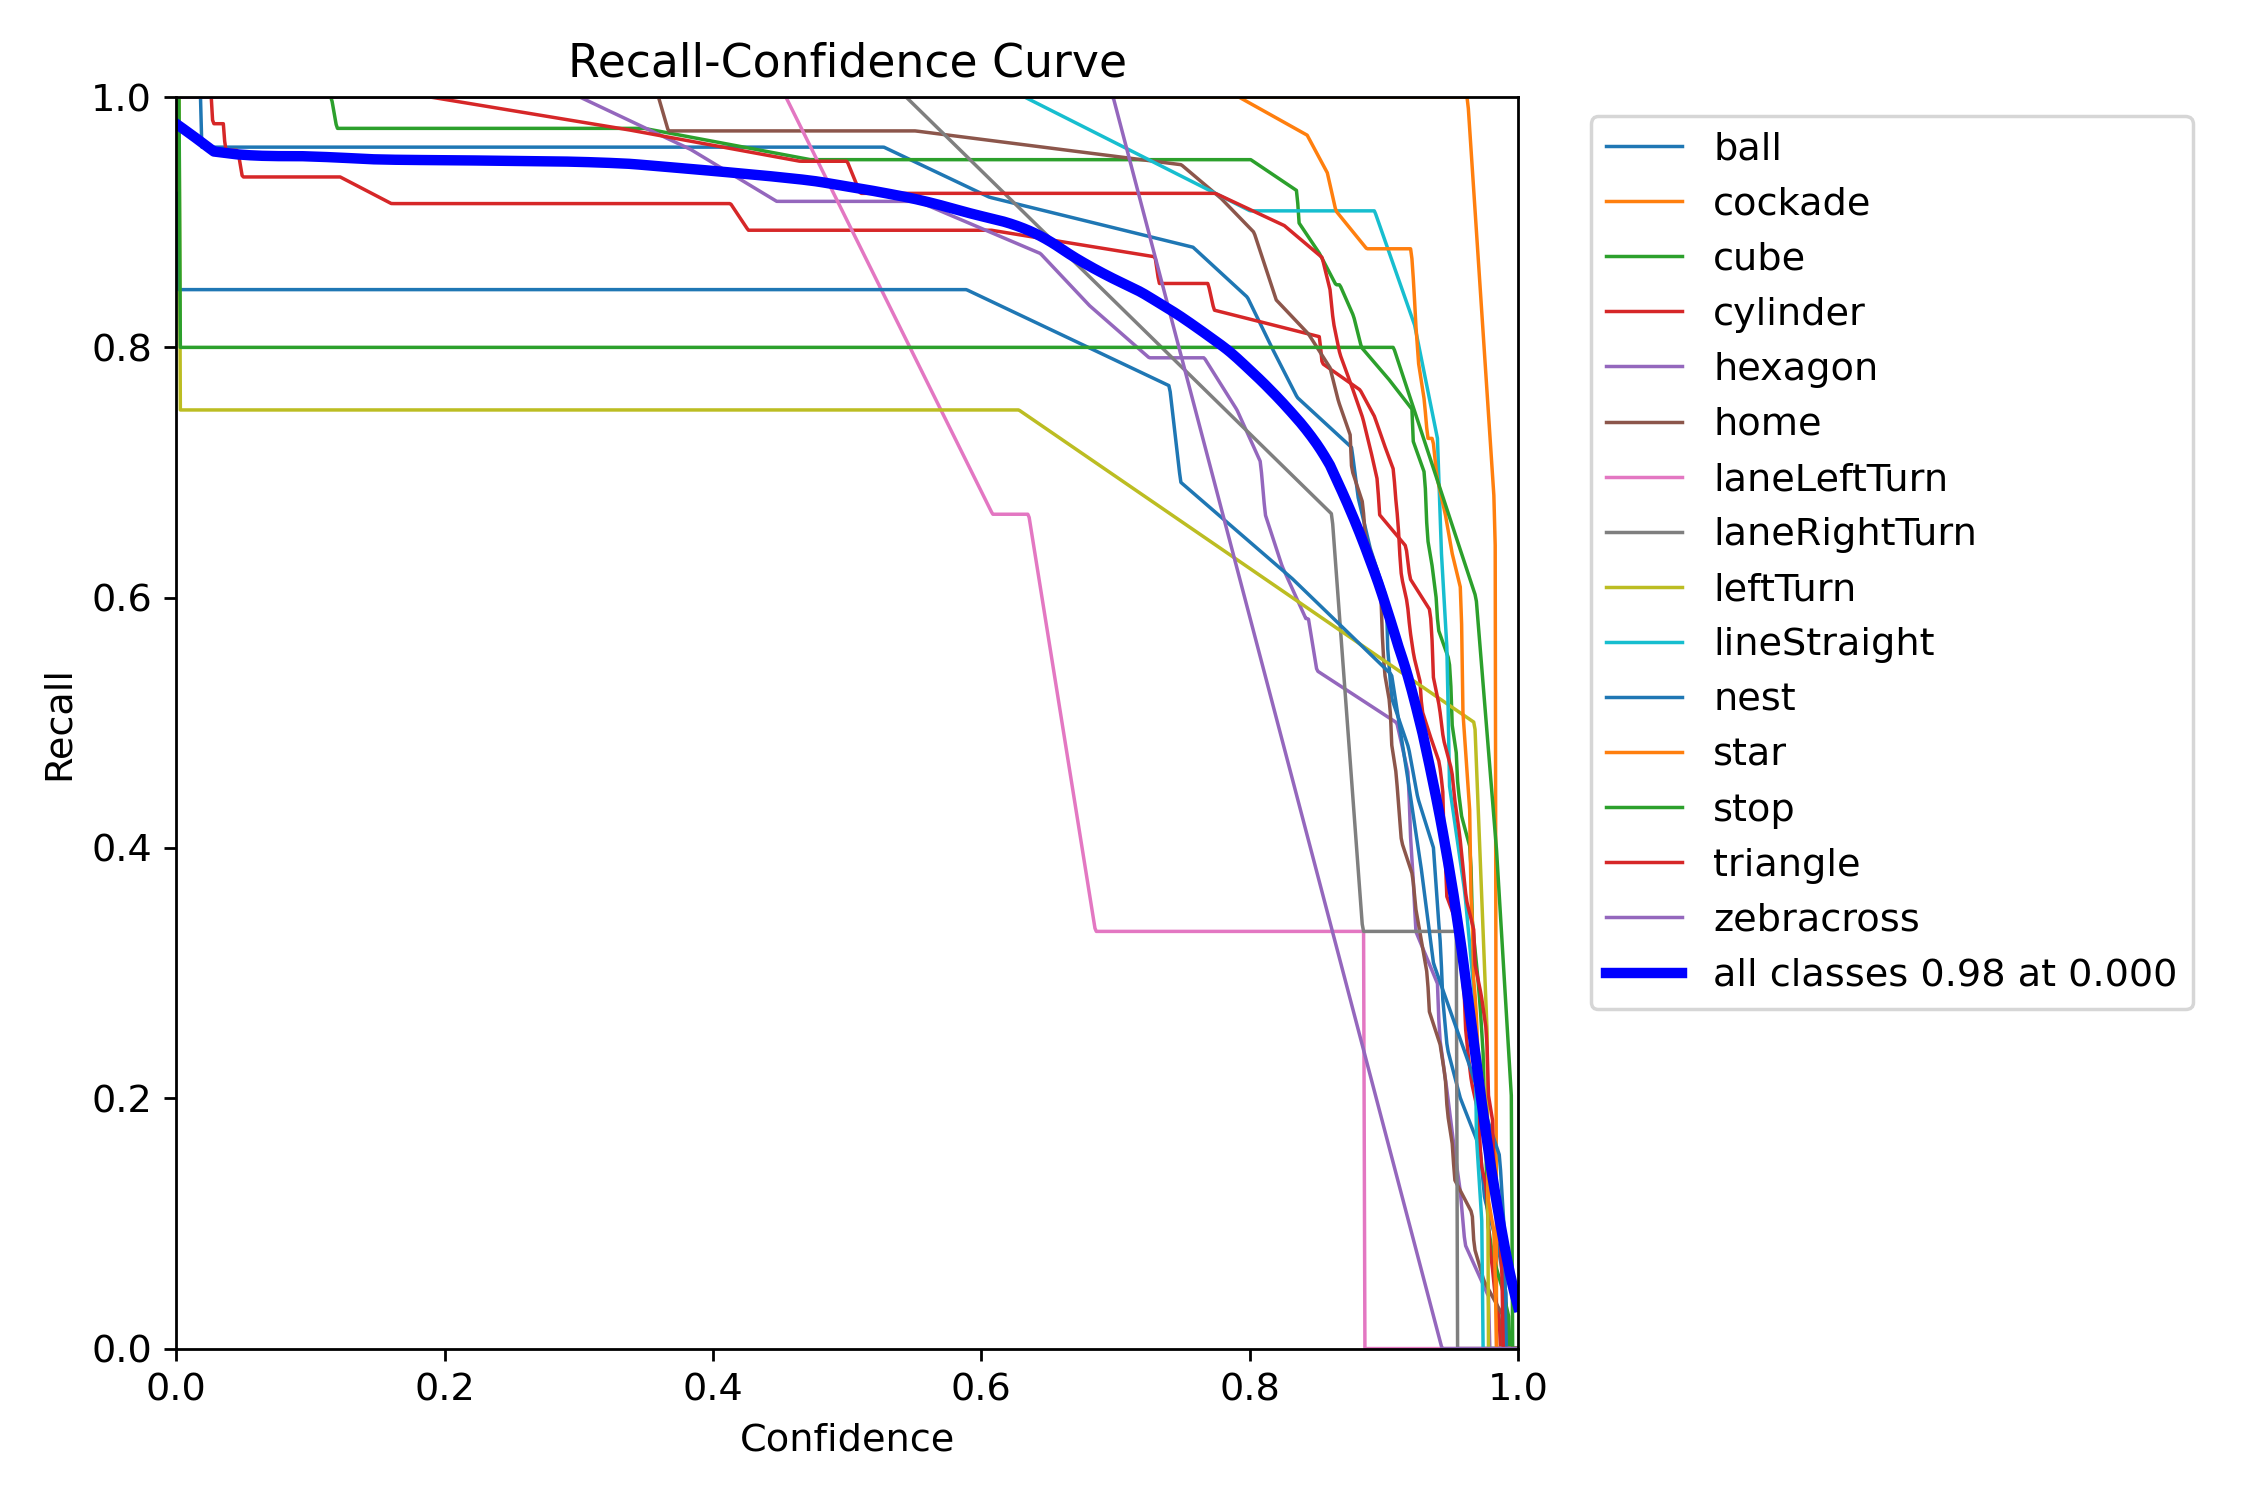 Recall-Confidence Curve
1.0
0.8
0.6
0.4
0.2
0.0
Recall
0.0 0.2 0.4 0.6 0.8 1.0
Confidence
ball
cockade
cube
cylinder
hexagon
home
laneLeftTurn
laneRightTurn
leftTurn
lineStraight
nest
star
stop
triangle
zebracross
all classes 0.98 at 0.000